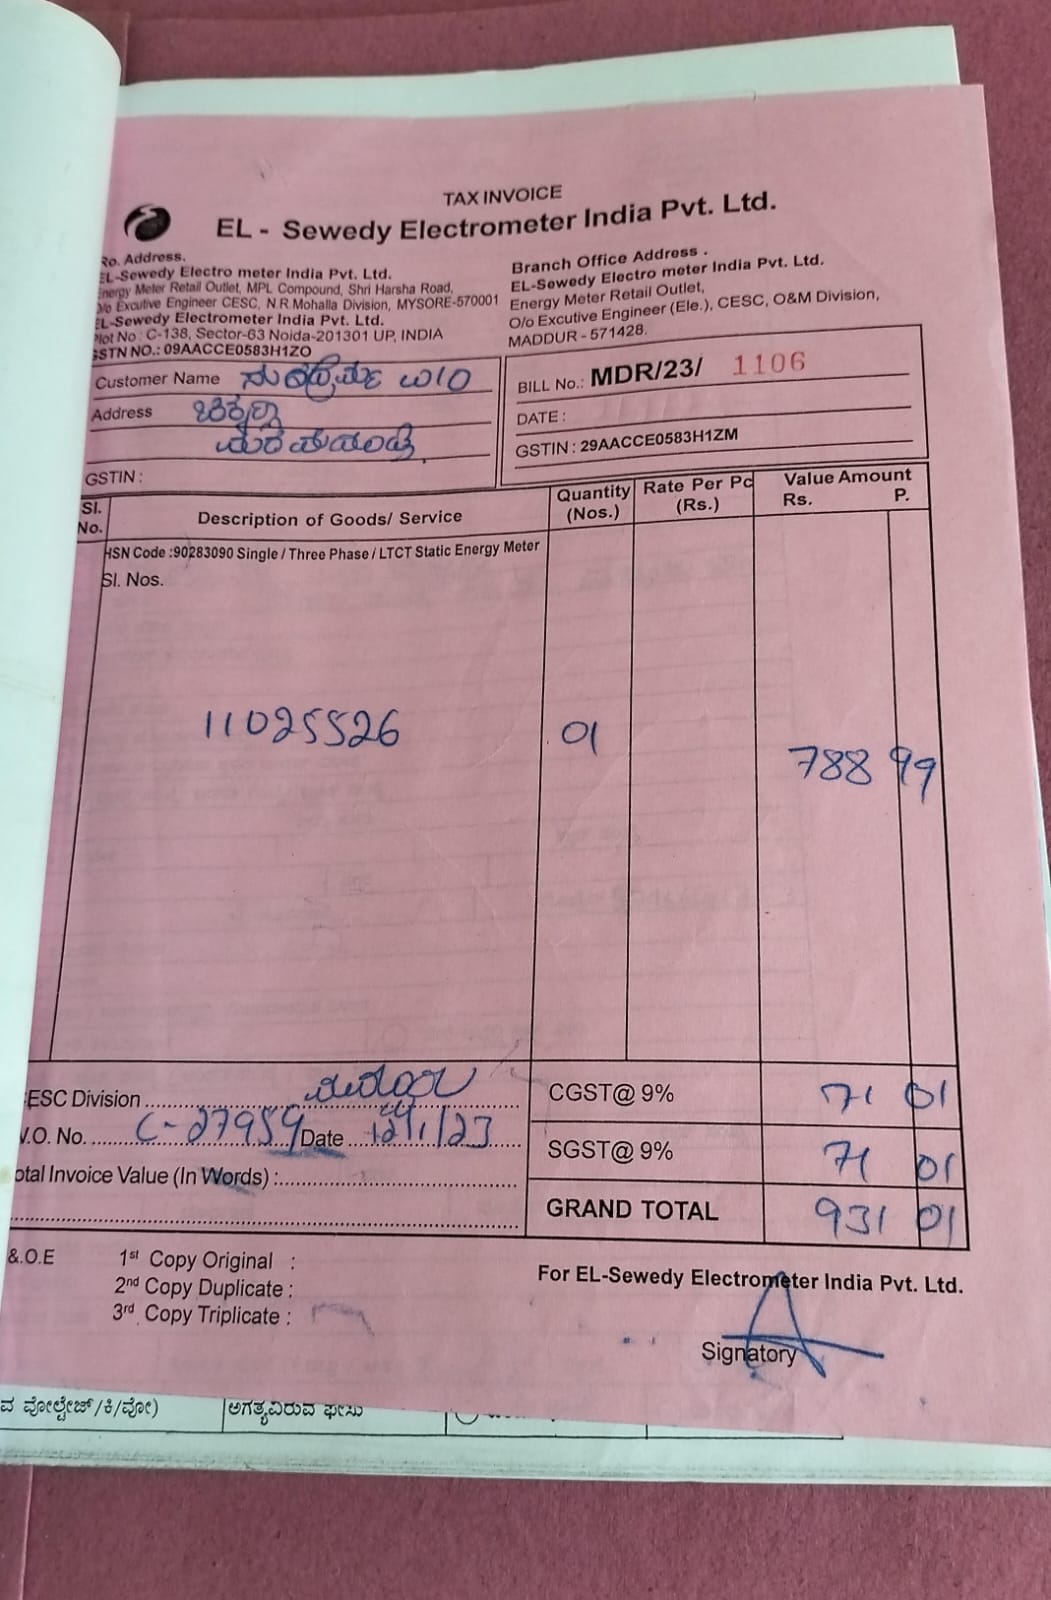 TAX INVOICE
EL - Sewedy Electrometer India Pvt. Ltd.
Ro. Address.
EL-Sewedy Electro meter India Pvt. Ltd.
Energy Meter Retail Outlet, MPL Compound, Shri Harsha Road,
O/o Excutive Engineer CESC, N.R.Mohalla Division, MYSORE-570001
EL-Sewedy Electrometer India Pvt. Ltd.
Plot No : C-138, Sector-63 Noida-201301 UP, INDIA
GSTN NO.: 09AACCE0583H1ZO
Branch Office Address .
EL-Sewedy Electro meter India Pvt. Ltd.
Energy Meter Retail Outlet,
O/o Excutive Engineer (Ele.), CESC, O&M Division,
MADDUR - 571428.
Customer Name
Address
GSTIN :
BILL No.: MDR/23/ 1106
DATE :
GSTIN : 29AACCE0583H1ZM
Sl. No. Description of Goods/ Service Quantity (Nos.) Rate Per Pc (Rs.) Value Amount Rs. P.
HSN Code :90283090 Single / Three Phase / LTCT Static Energy Meter
Sl. Nos.
11025526 01 788 99
ESC Division
CGST@ 9% 71 01
V.O. No. C-27959 Date 12/1/23
SGST@ 9% 71 01
otal Invoice Value (In Words) :
GRAND TOTAL 931 01
&.O.E
1st Copy Original :
2nd Copy Duplicate :
3rd Copy Triplicate :
For EL-Sewedy Electrometer India Pvt. Ltd.
Signatory
ವ ವೋಲ್ಟೇಜ್/ಕಿ/ವೋ) ಅಗತ್ಯವಿರುವ ಫೇಸು